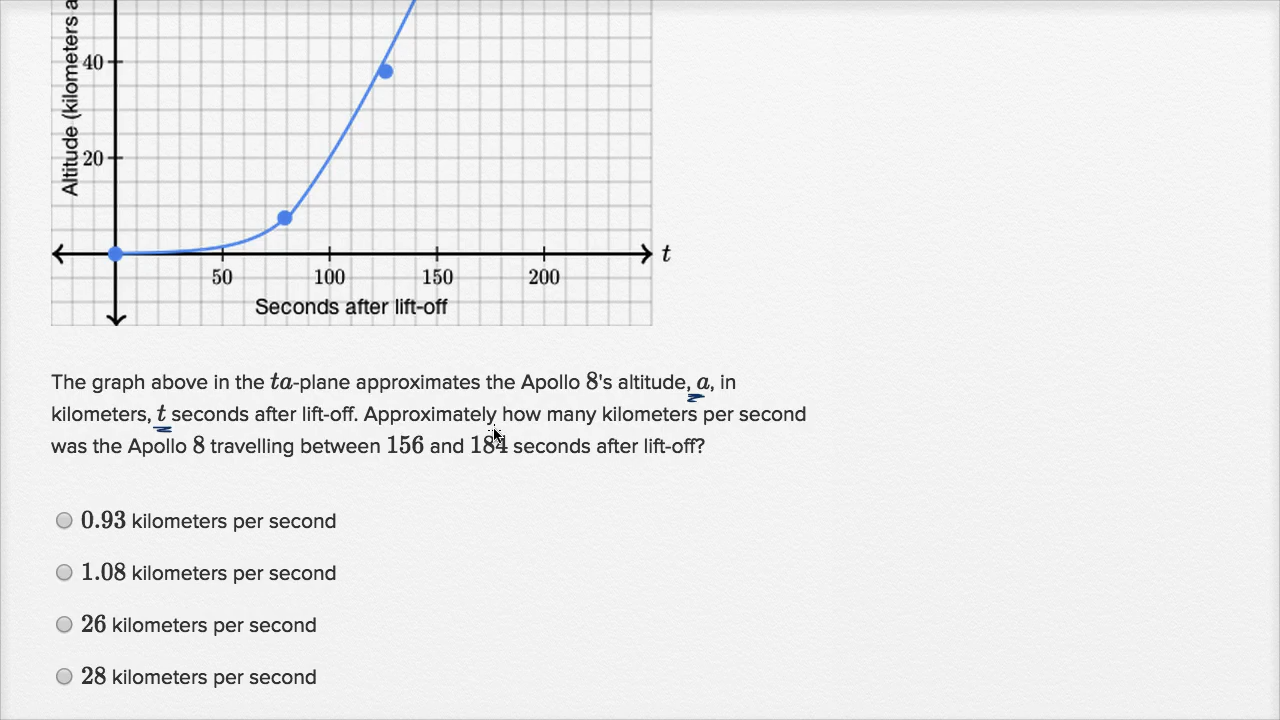 Altitude (kilometers a
40
20
t
50 100 150 200
Seconds after lift-off
The graph above in the ta-plane approximates the Apollo 8's altitude, a, in
kilometers, t seconds after lift-off. Approximately how many kilometers per second
was the Apollo 8 travelling between 156 and 184 seconds after lift-off?
0.93 kilometers per second
1.08 kilometers per second
26 kilometers per second
28 kilometers per second